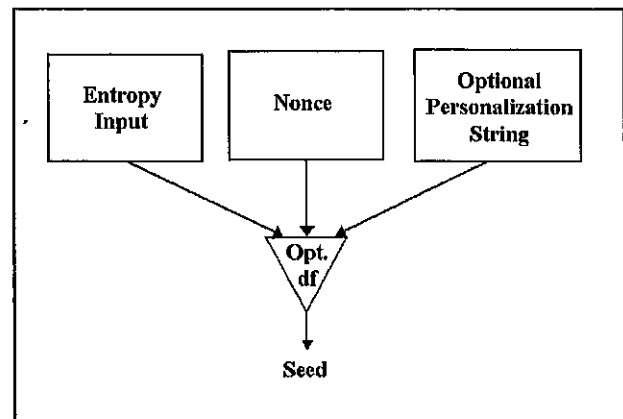 Entropy
Input
Nonce
Optional
Personalization
String
Opt.
df
Seed